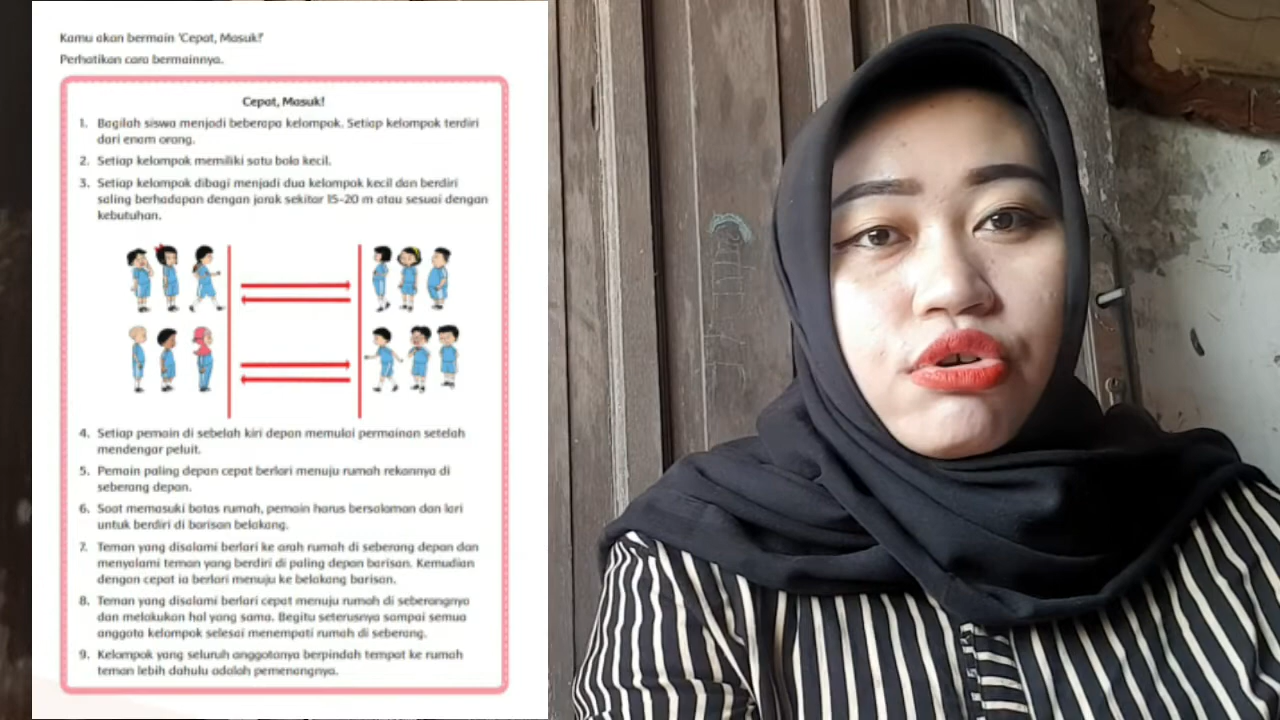 Kamu akan bermain 'Cepat, Masuk!'
Perhatikan cara bermainnya.
Cepat, Masuk!
1. Bagilah siswa menjadi beberapa kelompok. Setiap kelompok terdiri
dari enam orang.
2. Setiap kelompok memiliki satu bola kecil.
3. Setiap kelompok dibagi menjadi dua kelompok kecil dan berdiri
saling berhadapan dengan jarak sekitar 15-20 m atau sesuai dengan
kebutuhan.
4. Setiap pemain di sebelah kiri depan memulai permainan setelah
mendengar peluit.
5. Pemain paling depan cepat berlari menuju rumah rekannya di
seberang depan.
6. Saat memasuki batas rumah, pemain harus bersalaman dan lari
untuk berdiri di barisan belakang.
7. Teman yang disalami berlari ke arah rumah di seberang depan dan
menyalami teman yang berdiri di paling depan barisan. Kemudian
dengan cepat ia berlari menuju ke belakang barisan.
8. Teman yang disalami berlari cepat menuju rumah di seberangnya
dan melakukan hal yang sama. Begitu seterusnya sampai semua
anggota kelompok selesai menempati rumah di seberang.
9. Kelompok yang seluruh anggotanya berpindah tempat ke rumah
teman lebih dahulu adalah pemenangnya.